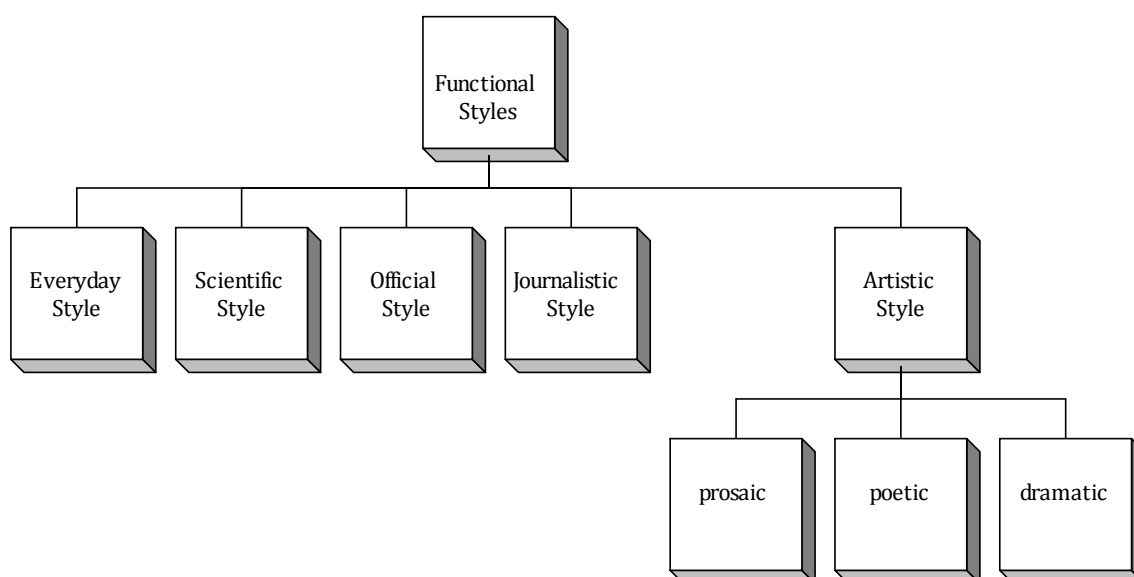 Functional
Styles
Everyday
Style
Scientific
Style
Official
Style
Journalistic
Style
Artistic
Style
prosaic
poetic
dramatic